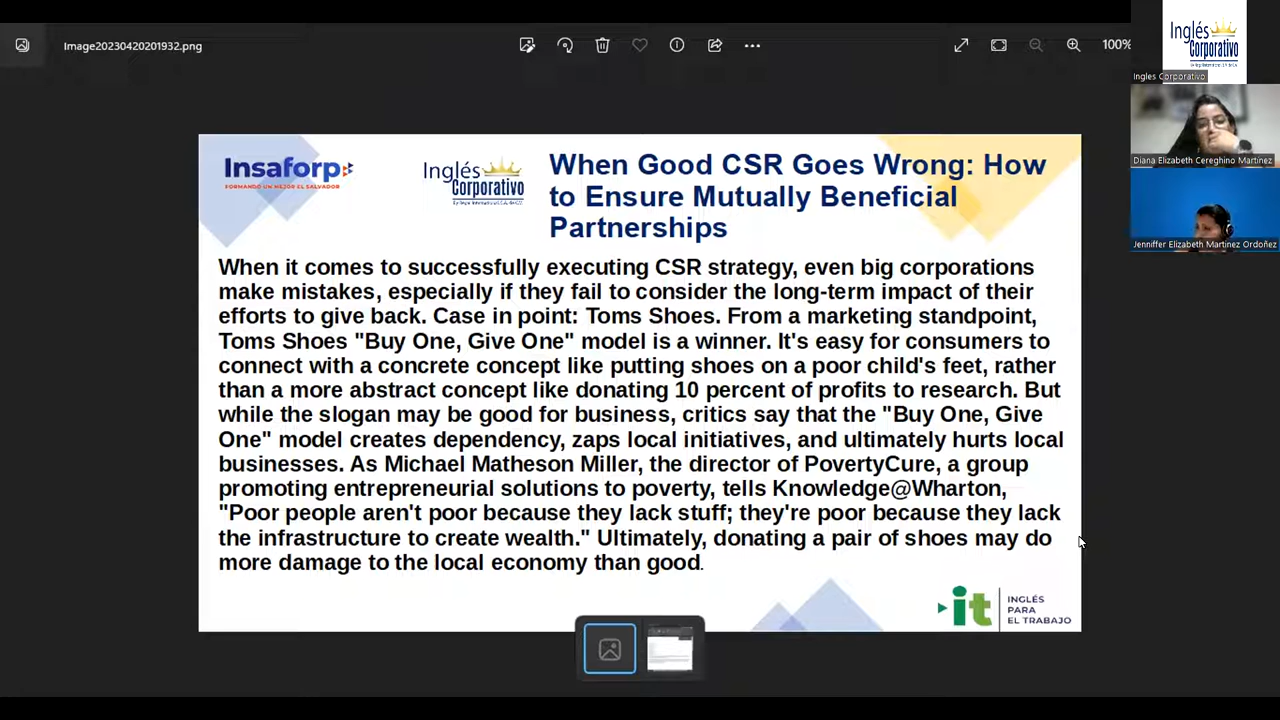 Image20230420201932.png
100%
Inglés
Corporativo
Ingles Corporativo
Diana Elizabeth Cereghino Martínez
Jenniffer Elizabeth Martinez Ordoñez
Insaforp
FORMANDO UN MEJOR EL SALVADOR
Inglés
Corporativo
When Good CSR Goes Wrong: How
to Ensure Mutually Beneficial
Partnerships
When it comes to successfully executing CSR strategy, even big corporations
make mistakes, especially if they fail to consider the long-term impact of their
efforts to give back. Case in point: Toms Shoes. From a marketing standpoint,
Toms Shoes "Buy One, Give One" model is a winner. It's easy for consumers to
connect with a concrete concept like putting shoes on a poor child's feet, rather
than a more abstract concept like donating 10 percent of profits to research. But
while the slogan may be good for business, critics say that the "Buy One, Give
One" model creates dependency, zaps local initiatives, and ultimately hurts local
businesses. As Michael Matheson Miller, the director of PovertyCure, a group
promoting entrepreneurial solutions to poverty, tells Knowledge@Wharton,
"Poor people aren't poor because they lack stuff; they're poor because they lack
the infrastructure to create wealth." Ultimately, donating a pair of shoes may do
more damage to the local economy than good.
it
INGLÉS
PARA
EL TRABAJO